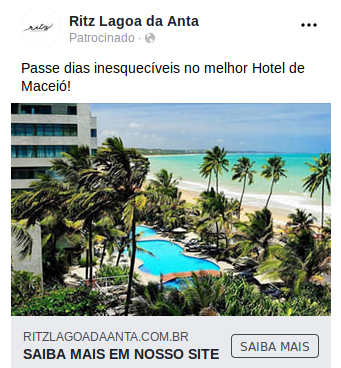 ritz
Ritz Lagoa da Anta
Patrocinado ·
Passe dias inesquecíveis no melhor Hotel de
Maceió!
RITZLAGOADAANTA.COM.BR
SAIBA MAIS EM NOSSO SITE
SAIBA MAIS